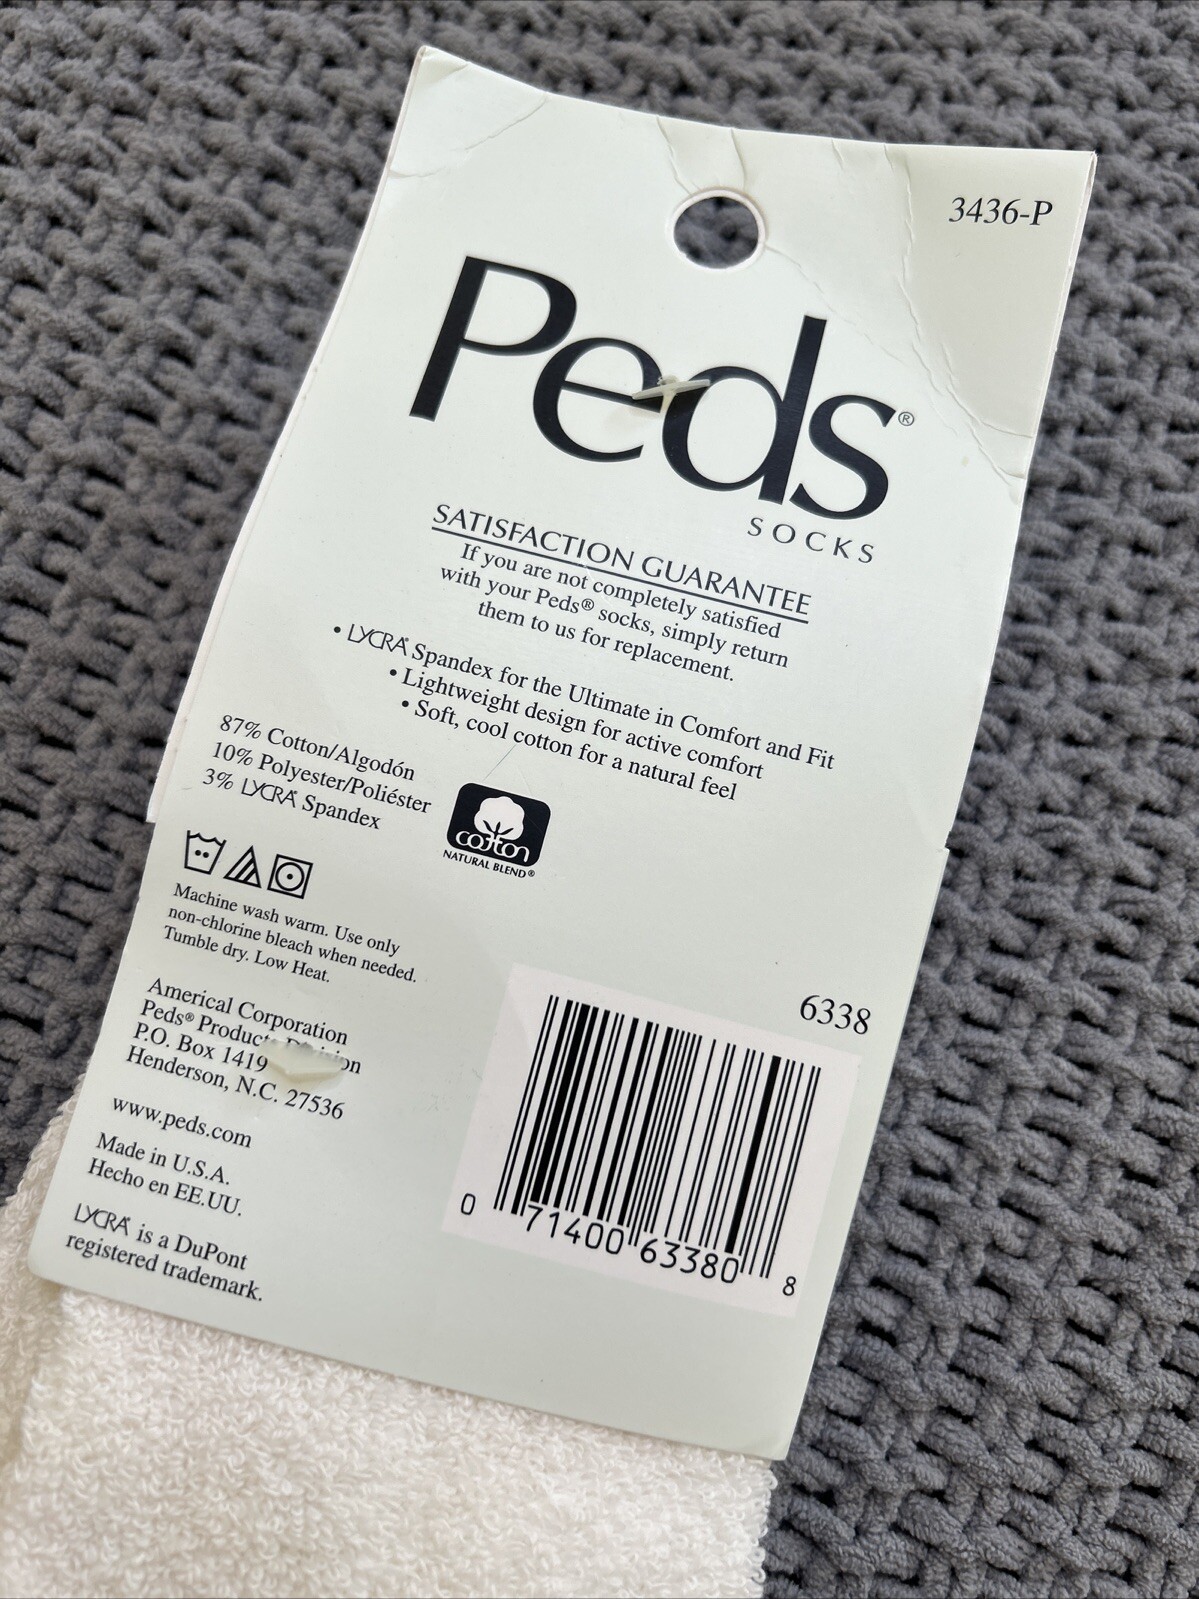 3436-P
Peds®
SOCKS
SATISFACTION GUARANTEE
If you are not completely satisfied
with your Peds® socks, simply return
them to us for replacement.
• LYCRA® Spandex for the Ultimate in Comfort and Fit
• Lightweight design for active comfort
• Soft, cool cotton for a natural feel
87% Cotton/Algodón
10% Polyester/Poliéster
3% LYCRA® Spandex
cotton
NATURAL BLEND®
Machine wash warm. Use only
non-chlorine bleach when needed.
Tumble dry. Low Heat.
Americal Corporation
Peds® Products Division
P.O. Box 1419
Henderson, N.C. 27536
www.peds.com
Made in U.S.A.
Hecho en EE.UU.
LYCRA® is a DuPont
registered trademark.
6338
0 71400 63380 8